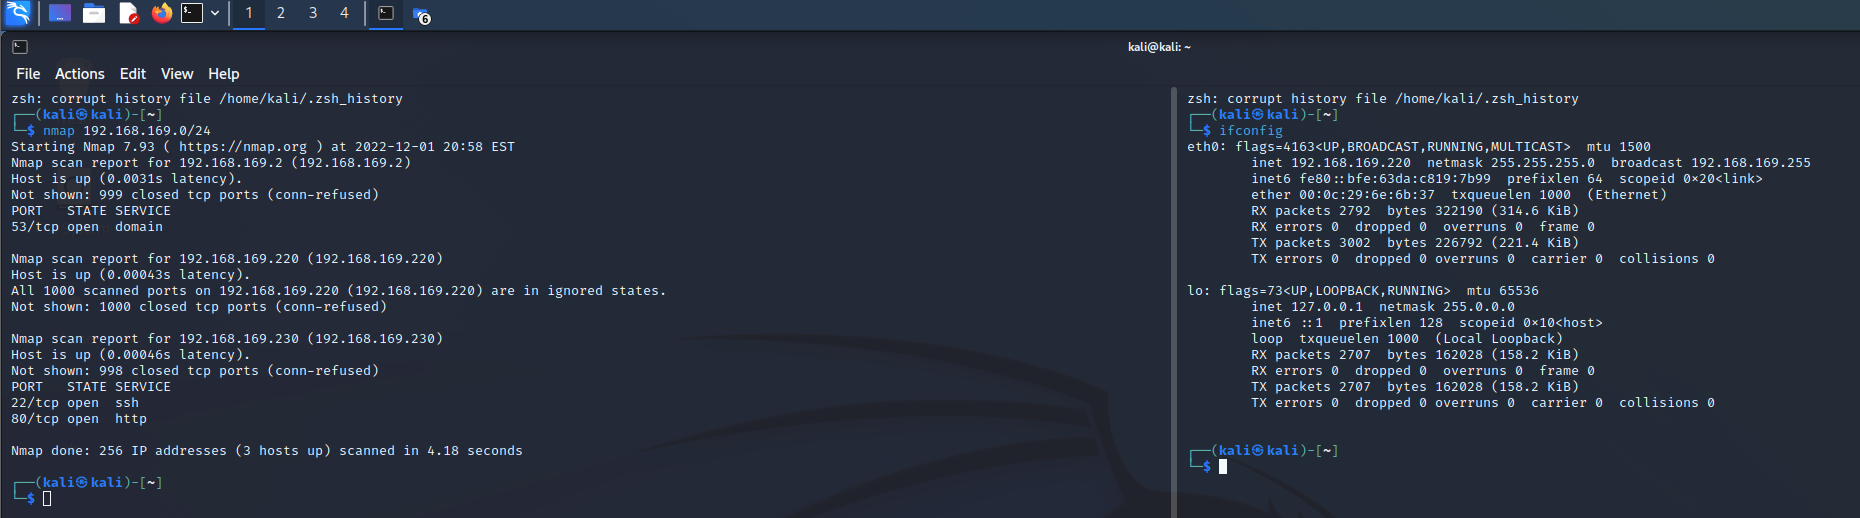 1 2 3 4 6
kali@kali: ~
File Actions Edit View Help
zsh: corrupt history file /home/kali/.zsh_history
┌──(kali㉿kali)-[~]
└─$ nmap 192.168.169.0/24
Starting Nmap 7.93 ( https://nmap.org ) at 2022-12-01 20:58 EST
Nmap scan report for 192.168.169.2 (192.168.169.2)
Host is up (0.0031s latency).
Not shown: 999 closed tcp ports (conn-refused)
PORT   STATE SERVICE
53/tcp open  domain

Nmap scan report for 192.168.169.220 (192.168.169.220)
Host is up (0.00043s latency).
All 1000 scanned ports on 192.168.169.220 (192.168.169.220) are in ignored states.
Not shown: 1000 closed tcp ports (conn-refused)

Nmap scan report for 192.168.169.230 (192.168.169.230)
Host is up (0.00046s latency).
Not shown: 998 closed tcp ports (conn-refused)
PORT   STATE SERVICE
22/tcp open  ssh
80/tcp open  http

Nmap done: 256 IP addresses (3 hosts up) scanned in 4.18 seconds

┌──(kali㉿kali)-[~]
└─$
zsh: corrupt history file /home/kali/.zsh_history
┌──(kali㉿kali)-[~]
└─$ ifconfig
eth0: flags=4163<UP,BROADCAST,RUNNING,MULTICAST>  mtu 1500
        inet 192.168.169.220  netmask 255.255.255.0  broadcast 192.168.169.255
        inet6 fe80::bfe:63da:c819:7b99  prefixlen 64  scopeid 0×20<link>
        ether 00:0c:29:6e:6b:37  txqueuelen 1000  (Ethernet)
        RX packets 2792  bytes 322190 (314.6 KiB)
        RX errors 0  dropped 0  overruns 0  frame 0
        TX packets 3002  bytes 226792 (221.4 KiB)
        TX errors 0  dropped 0 overruns 0  carrier 0  collisions 0

lo: flags=73<UP,LOOPBACK,RUNNING>  mtu 65536
        inet 127.0.0.1  netmask 255.0.0.0
        inet6 ::1  prefixlen 128  scopeid 0×10<host>
        loop  txqueuelen 1000  (Local Loopback)
        RX packets 2707  bytes 162028 (158.2 KiB)
        RX errors 0  dropped 0  overruns 0  frame 0
        TX packets 2707  bytes 162028 (158.2 KiB)
        TX errors 0  dropped 0 overruns 0  carrier 0  collisions 0

┌──(kali㉿kali)-[~]
└─$